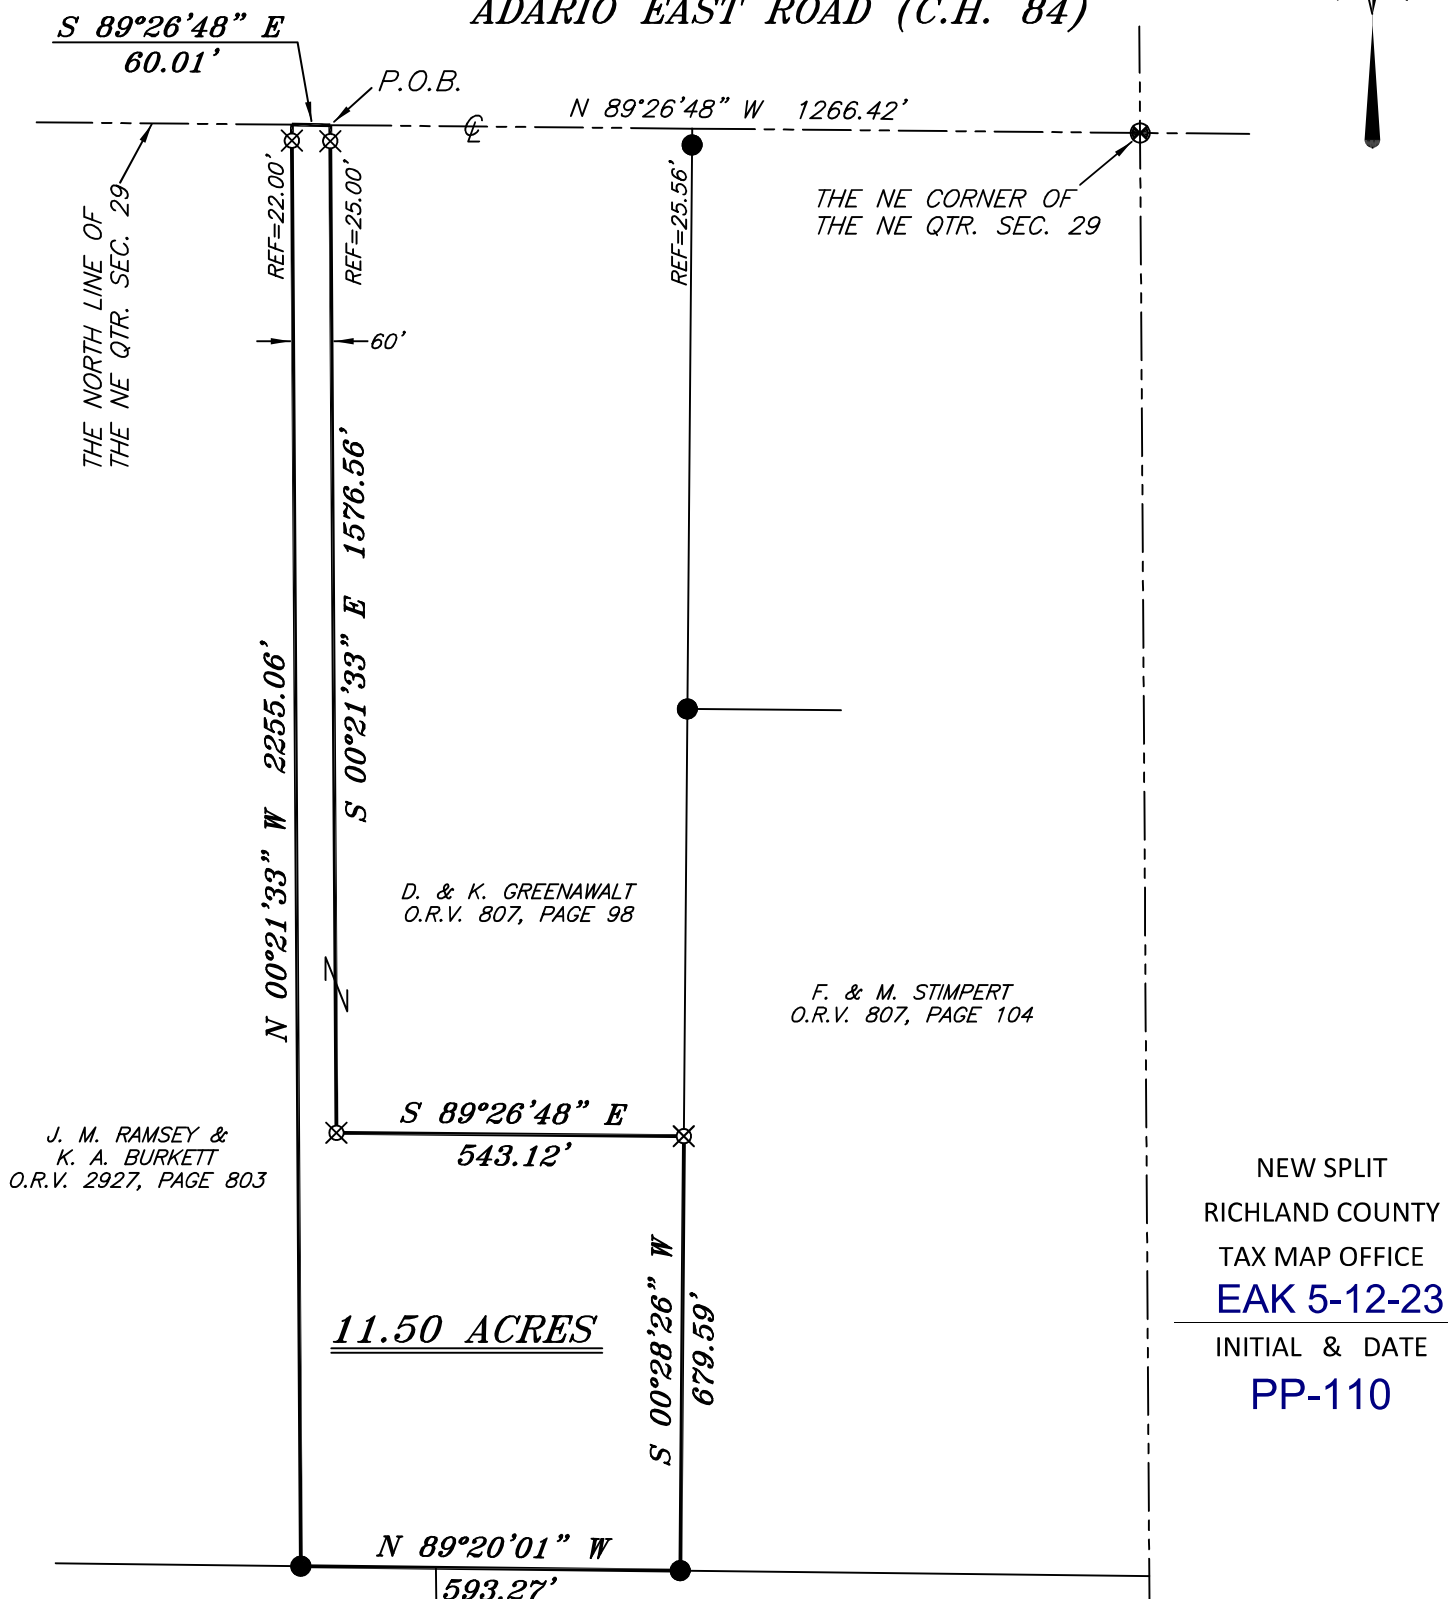 ADARIO EAST ROAD (C.H. 84)
S 89°26'48" E
60.01'
P.O.B.
N 89°26'48" W 1266.42'
℄
THE NE CORNER OF
THE NE QTR. SEC. 29
THE NORTH LINE OF
THE NE QTR. SEC. 29
REF=22.00'
REF=25.00'
REF=25.56'
60'
N 00°21'33" W 2255.06'
S 00°21'33" E 1576.56'
D. & K. GREENAWALT
O.R.V. 807, PAGE 98
F. & M. STIMPERT
O.R.V. 807, PAGE 104
J. M. RAMSEY &
K. A. BURKETT
O.R.V. 2927, PAGE 803
S 89°26'48" E
543.12'
S 00°28'26" W
679.59'
11.50 ACRES
N 89°20'01" W
593.27'
NEW SPLIT
RICHLAND COUNTY
TAX MAP OFFICE
EAK 5-12-23
INITIAL & DATE
PP-110